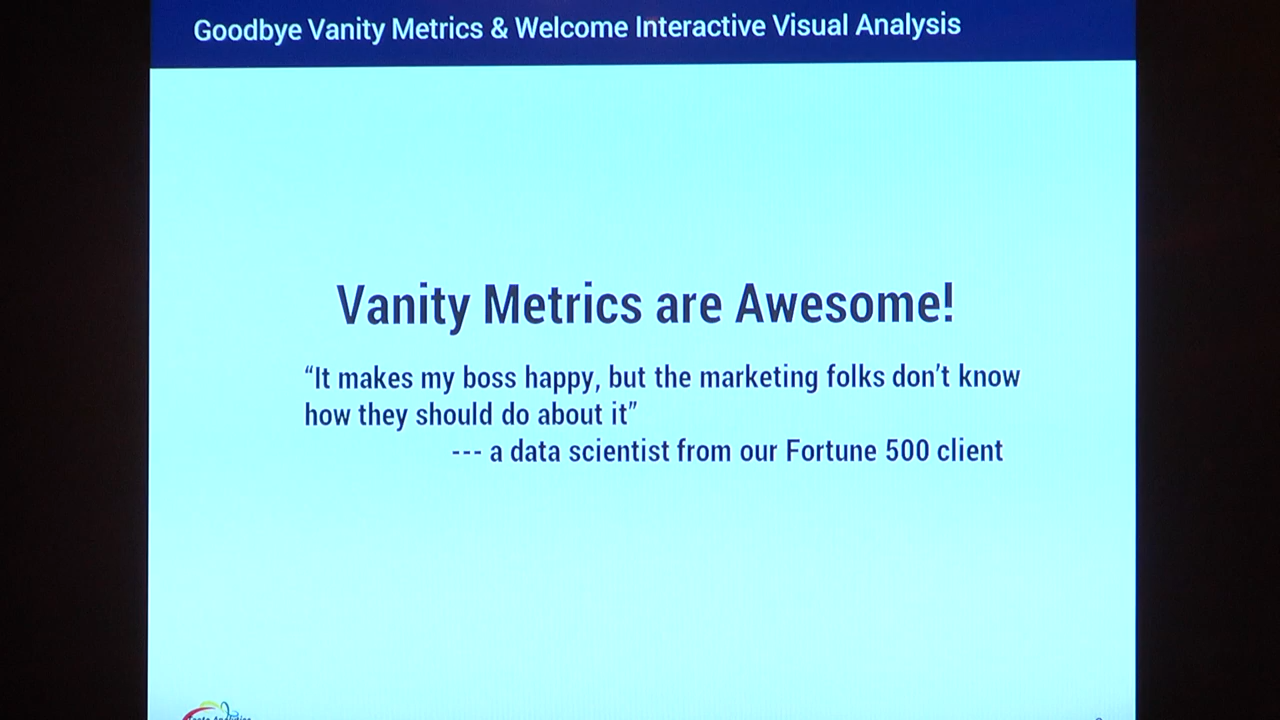 Goodbye Vanity Metrics & Welcome Interactive Visual Analysis
Vanity Metrics are Awesome!
“It makes my boss happy, but the marketing folks don’t know
how they should do about it”
--- a data scientist from our Fortune 500 client